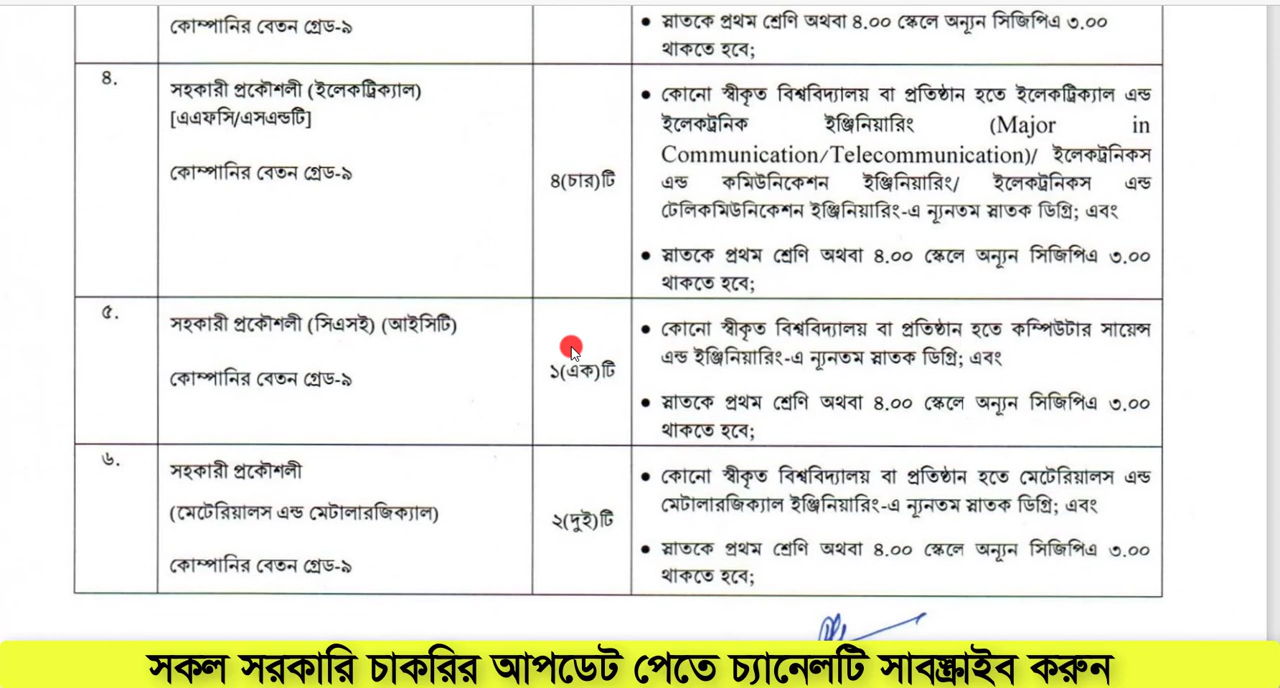 কোম্পানির বেতন গ্রেড-৯
• স্নাতকে প্রথম শ্রেণি অথবা ৪.০০ স্কেলে অন্যূন সিজিপিএ ৩.০০
থাকতে হবে;
৪.
সহকারী প্রকৌশলী (ইলেকট্রিক্যাল)
[এএফসি/এসএন্ডটি]
কোম্পানির বেতন গ্রেড-৯
৪(চার)টি
• কোনো স্বীকৃত বিশ্ববিদ্যালয় বা প্রতিষ্ঠান হতে ইলেকট্রিক্যাল এন্ড
ইলেকট্রনিক ইঞ্জিনিয়ারিং (Major in
Communication/Telecommunication)/ ইলেকট্রনিকস
এন্ড কমিউনিকেশন ইঞ্জিনিয়ারিং/ ইলেকট্রনিকস এন্ড
টেলিকমিউনিকেশন ইঞ্জিনিয়ারিং-এ ন্যূনতম স্নাতক ডিগ্রি; এবং
• স্নাতকে প্রথম শ্রেণি অথবা ৪.০০ স্কেলে অন্যূন সিজিপিএ ৩.০০
থাকতে হবে;
৫.
সহকারী প্রকৌশলী (সিএসই) (আইসিটি)
কোম্পানির বেতন গ্রেড-৯
১(এক)টি
• কোনো স্বীকৃত বিশ্ববিদ্যালয় বা প্রতিষ্ঠান হতে কম্পিউটার সায়েন্স
এন্ড ইঞ্জিনিয়ারিং-এ ন্যূনতম স্নাতক ডিগ্রি; এবং
• স্নাতকে প্রথম শ্রেণি অথবা ৪.০০ স্কেলে অন্যূন সিজিপিএ ৩.০০
থাকতে হবে;
৬.
সহকারী প্রকৌশলী
(মেটেরিয়ালস এন্ড মেটালারজিক্যাল)
কোম্পানির বেতন গ্রেড-৯
২(দুই)টি
• কোনো স্বীকৃত বিশ্ববিদ্যালয় বা প্রতিষ্ঠান হতে মেটেরিয়ালস এন্ড
মেটালারজিক্যাল ইঞ্জিনিয়ারিং-এ ন্যূনতম স্নাতক ডিগ্রি; এবং
• স্নাতকে প্রথম শ্রেণি অথবা ৪.০০ স্কেলে অন্যূন সিজিপিএ ৩.০০
থাকতে হবে;
সকল সরকারি চাকরির আপডেট পেতে চ্যানেলটি সাবস্ক্রাইব করুন